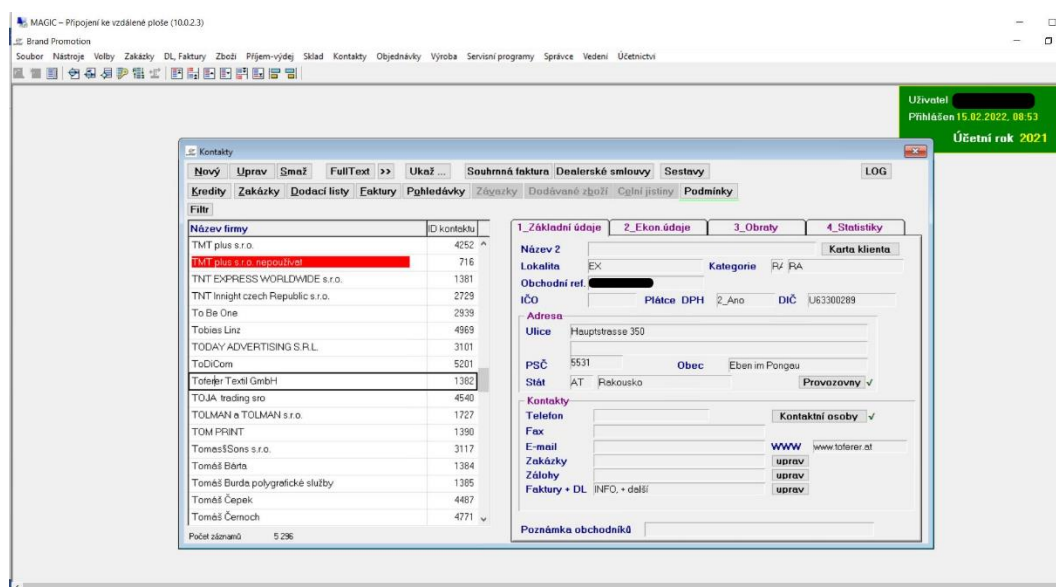 MAGIC – Připojení ke vzdálené ploše (10.0.2.3)
Brand Promotion
Soubor Nástroje Volby Zakázky DL, Faktury Zboží Příjem-výdej Sklad Kontakty Objednávky Výroba Servisní programy Správce Vedení Účetnictví
Uživatel
Přihlášen 15.02.2022, 08:53
Účetní rok 2021
Kontakty
Nový Uprav Smaž FullText >> Ukaž ... Souhrnná faktura Dealerské smlouvy Sestavy LOG
Kredity Zakázky Dodací listy Faktury Pohledávky Závazky Dodávané zboží Celní jistiny Podmínky
Filtr
Název firmy ID kontaktu
TMT plus s.r.o. 4252
TMT plus s.r.o. nepoužívat 716
TNT EXPRESS WORLDWIDE s.r.o. 1381
TNT Innight czech Republic s.r.o. 2729
To Be One 2939
Tobias Linz 4969
TODAY ADVERTISING S.R.L. 3101
ToDiCom 5201
Toferer Textil GmbH 1382
TOJA trading sro 4540
TOLMAN a TOLMAN s.r.o. 1727
TOM PRINT 1390
Tomas§Sons s.r.o. 3117
Tomáš Bárta 1384
Tomáš Burda polygrafické služby 1385
Tomáš Čepek 4487
Tomáš Černoch 4771
Počet záznamů 5 296
1_Základní údaje 2_Ekon.údaje 3_Obraty 4_Statistiky
Název 2 Karta klienta
Lokalita EX Kategorie RA RA
Obchodní ref.
IČO Plátce DPH 2_Ano DIČ U63300289
Adresa
Ulice Hauptstrasse 350
PSČ 5531 Obec Eben im Pongau
Stát AT Rakousko Provozovny ✓
Kontakty
Telefon Kontaktní osoby ✓
Fax
E-mail WWW www.toferer.at
Zakázky uprav
Zálohy uprav
Faktury + DL INFO, + další uprav
Poznámka obchodníků